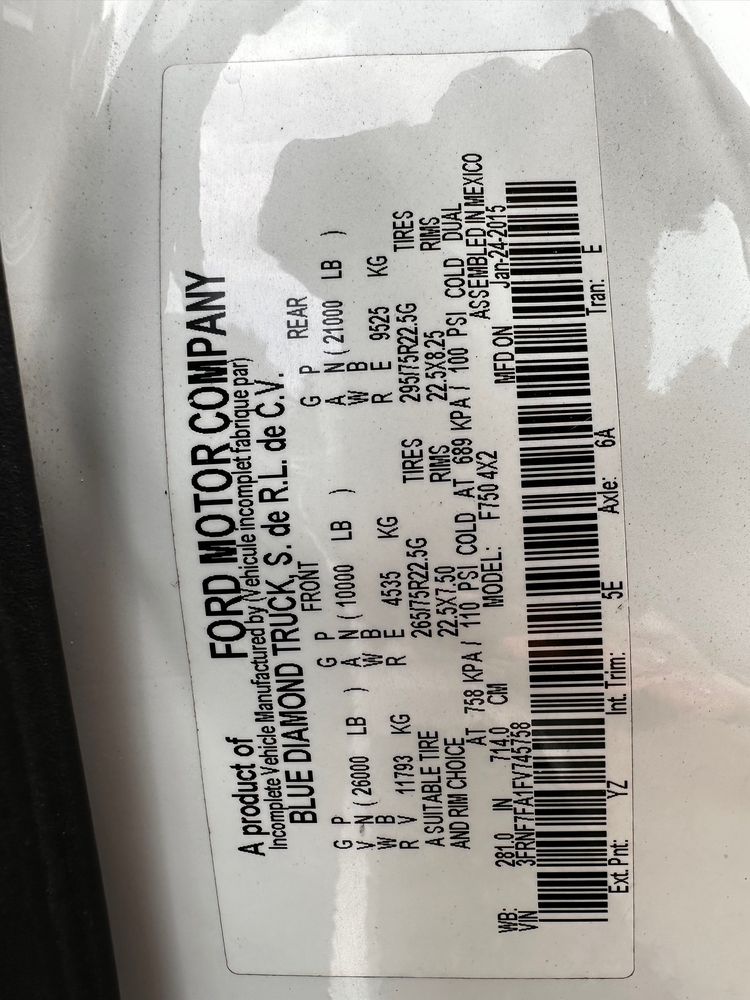 A product of FORD MOTOR COMPANY
Incomplete Vehicle Manufactured by (Vehicule incomplet fabrique par)
BLUE DIAMOND TRUCK, S. de R.L. de C.V.
FRONT REAR
G P G P G P
V N ( 26000 LB ) A N ( 10000 LB ) A N ( 21000 LB )
W B W B W B
R V 11793 KG R E 4535 KG R E 9525 KG
A SUITABLE TIRE 265/75R22.5G TIRES 295/75R22.5G TIRES
AND RIM CHOICE 22.5X7.50 RIMS 22.5X8.25 RIMS
AT 758 KPA / 110 PSI COLD AT 689 KPA / 100 PSI COLD DUAL
ASSEMBLED IN MEXICO
WB: 281.0 IN 714.0 CM MODEL: F750 4X2 MFD ON Jan-24-2015
VIN 3FRNF7FA1FV745758
Ext. Pnt: YZ Int. Trim: 5E Axle: 6A Tran: E